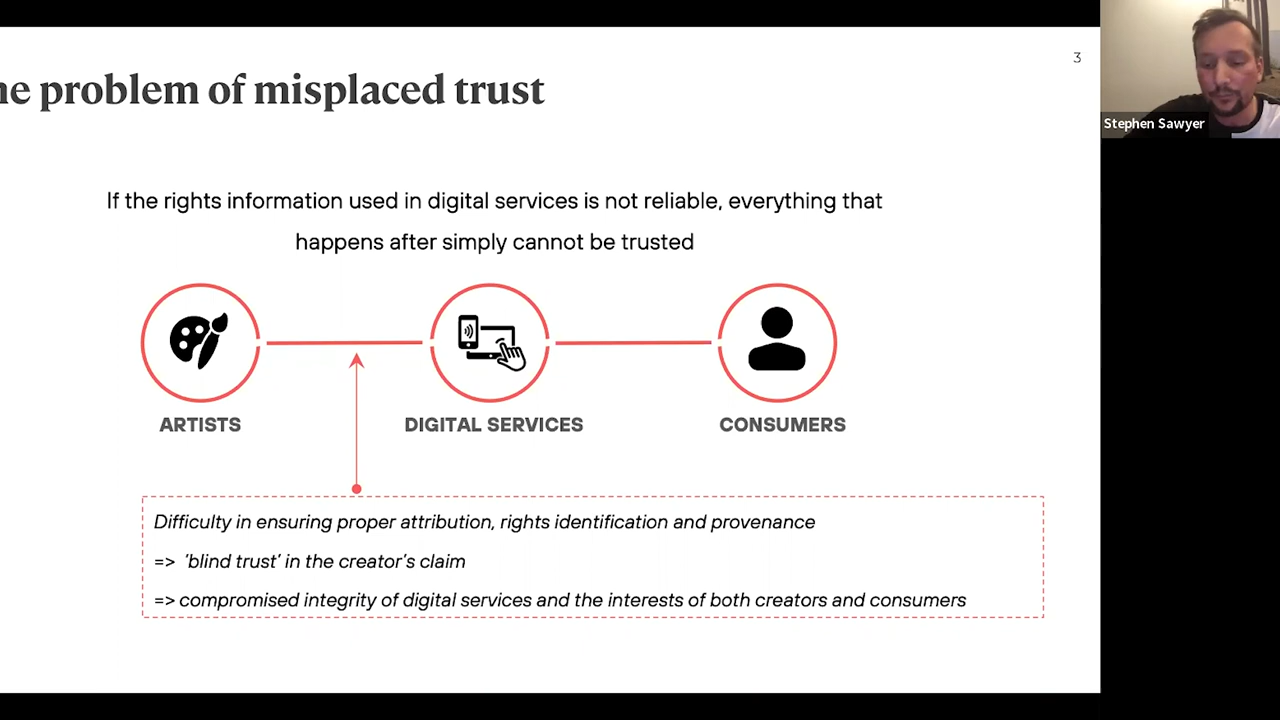 3
he problem of misplaced trust
Stephen Sawyer
If the rights information used in digital services is not reliable, everything that
happens after simply cannot be trusted
ARTISTS
DIGITAL SERVICES
CONSUMERS
Difficulty in ensuring proper attribution, rights identification and provenance
=> 'blind trust' in the creator's claim
=> compromised integrity of digital services and the interests of both creators and consumers